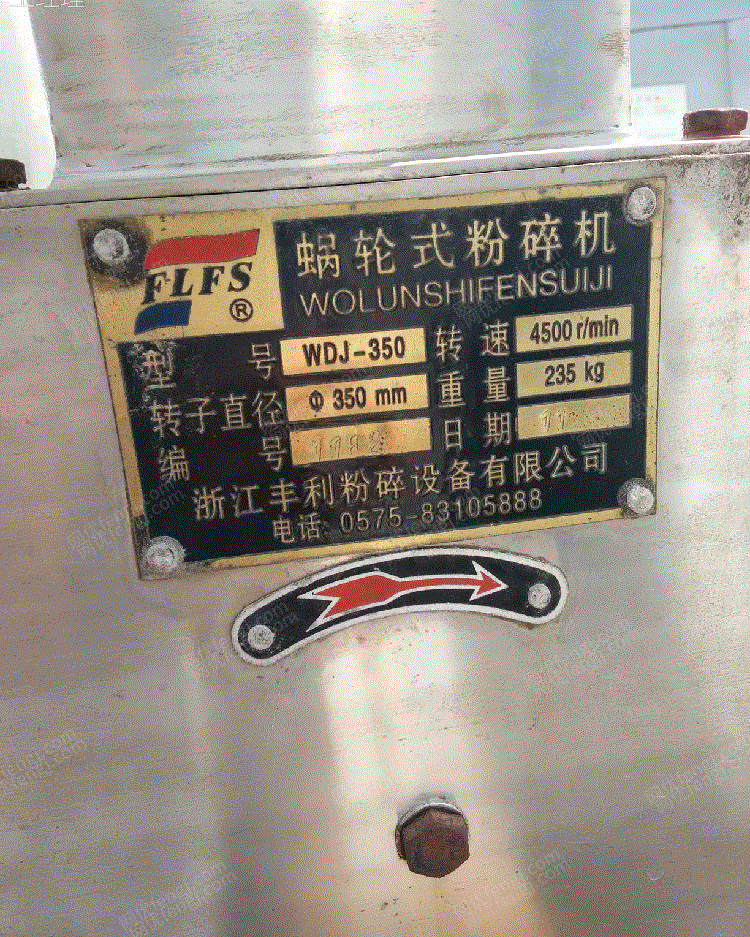 FLFS®
蜗轮式粉碎机
WOLUNSHIFENSUIJI
型号 WDJ-350 转速 4500 r/min
转子直径 Φ 350 mm 重量 235 kg
编号 日期
浙江丰利粉碎设备有限公司
电话: 0575-83105888